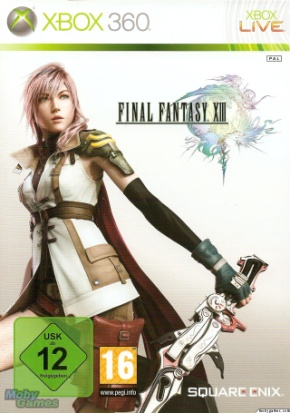 XBOX 360
XBOX
LIVE
PAL
FINAL FANTASY XIII
USK
12
Freigegeben
16
www.pegi.info
SQUARE ENIX
Moby
Games